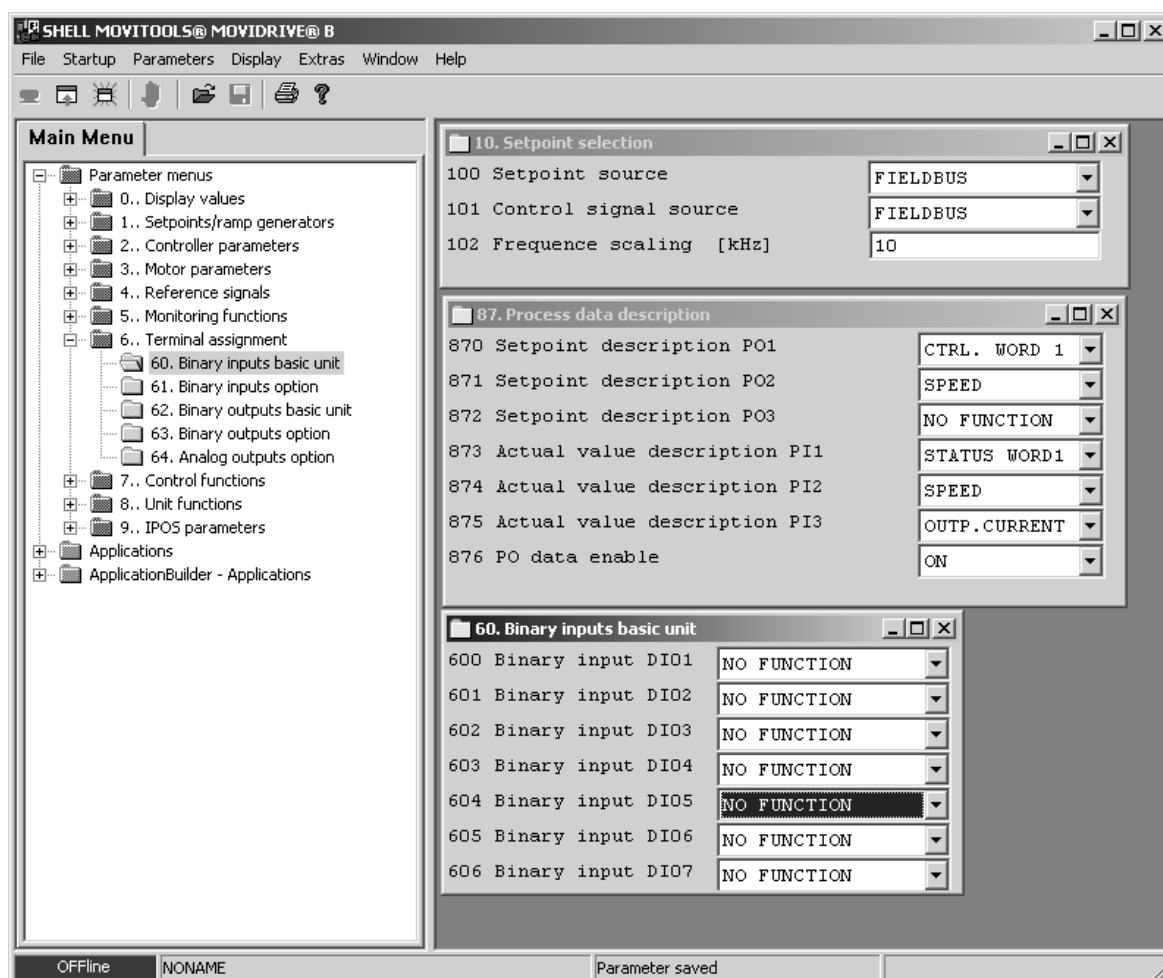 SHELL MOVITOOLS® MOVIDRIVE® B
File Startup Parameters Display Extras Window Help
Main Menu
Parameter menus
0.. Display values
1.. Setpoints/ramp generators
2.. Controller parameters
3.. Motor parameters
4.. Reference signals
5.. Monitoring functions
6.. Terminal assignment
60. Binary inputs basic unit
61. Binary inputs option
62. Binary outputs basic unit
63. Binary outputs option
64. Analog outputs option
7.. Control functions
8.. Unit functions
9.. IPOS parameters
Applications
ApplicationBuilder - Applications
10. Setpoint selection
100 Setpoint source FIELDBUS
101 Control signal source FIELDBUS
102 Frequence scaling [kHz] 10
87. Process data description
870 Setpoint description PO1 CTRL. WORD 1
871 Setpoint description PO2 SPEED
872 Setpoint description PO3 NO FUNCTION
873 Actual value description PI1 STATUS WORD1
874 Actual value description PI2 SPEED
875 Actual value description PI3 OUTP.CURRENT
876 PO data enable ON
60. Binary inputs basic unit
600 Binary input DI01 NO FUNCTION
601 Binary input DI02 NO FUNCTION
602 Binary input DI03 NO FUNCTION
603 Binary input DI04 NO FUNCTION
604 Binary input DI05 NO FUNCTION
605 Binary input DI06 NO FUNCTION
606 Binary input DI07 NO FUNCTION
OFFline NONAME Parameter saved